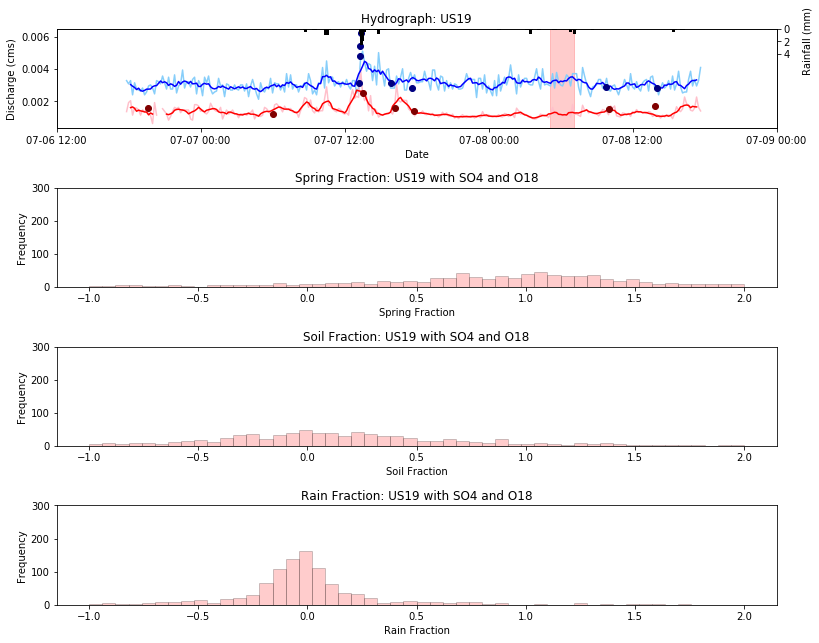 Hydrograph: US19
0.006
0.004
0.002
Discharge (cms)
0
2
4
Rainfall (mm)
07-06 12:00 07-07 00:00 07-07 12:00 07-08 00:00 07-08 12:00 07-09 00:00
Date
Spring Fraction: US19 with SO4 and O18
300
200
100
0
Frequency
−1.0 −0.5 0.0 0.5 1.0 1.5 2.0
Spring Fraction
Soil Fraction: US19 with SO4 and O18
300
200
100
0
Frequency
−1.0 −0.5 0.0 0.5 1.0 1.5 2.0
Soil Fraction
Rain Fraction: US19 with SO4 and O18
300
200
100
0
Frequency
−1.0 −0.5 0.0 0.5 1.0 1.5 2.0
Rain Fraction